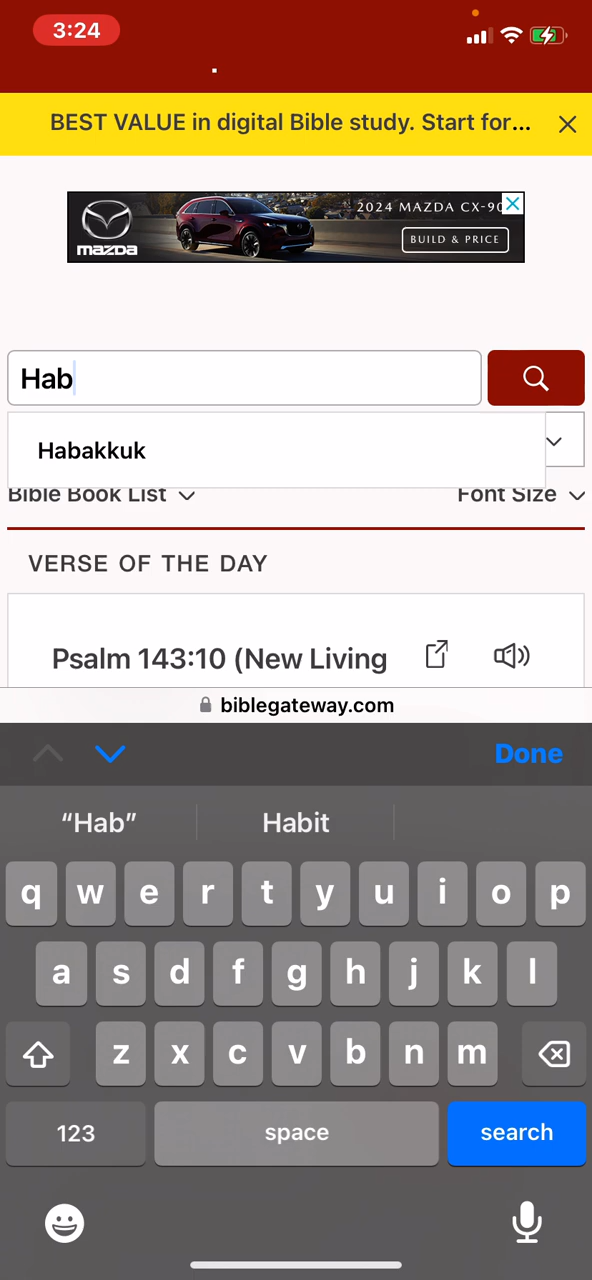 3:24
BEST VALUE in digital Bible study. Start for...
2024 MAZDA CX-90
mazda
BUILD & PRICE
Hab
Habakkuk
Bible Book List
Font Size
VERSE OF THE DAY
Psalm 143:10 (New Living
biblegateway.com
Done
“Hab”
Habit
q w e r t y u i o p
a s d f g h j k l
z x c v b n m
123
space
search